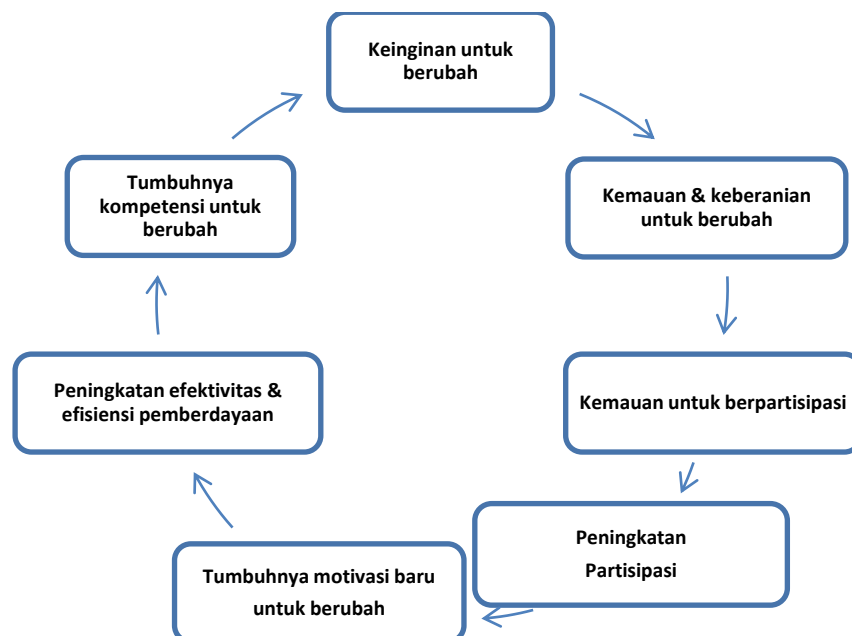 Keinginan untuk
berubah
Kemauan & keberanian
untuk berubah
Kemauan untuk berpartisipasi
Peningkatan
Partisipasi
Tumbuhnya motivasi baru
untuk berubah
Peningkatan efektivitas &
efisiensi pemberdayaan
Tumbuhnya
kompetensi untuk
berubah